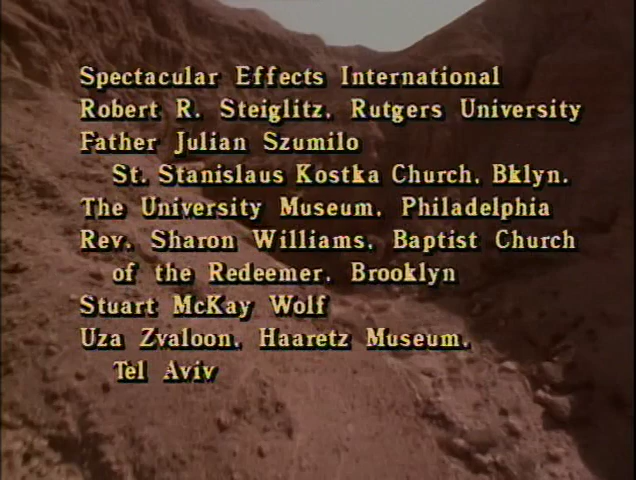 Spectacular Effects International
Robert R. Steiglitz, Rutgers University
Father Julian Szumilo
St. Stanislaus Kostka Church, Bklyn.
The University Museum, Philadelphia
Rev. Sharon Williams, Baptist Church
of the Redeemer, Brooklyn
Stuart McKay Wolf
Uza Zvaloon, Haaretz Museum,
Tel Aviv